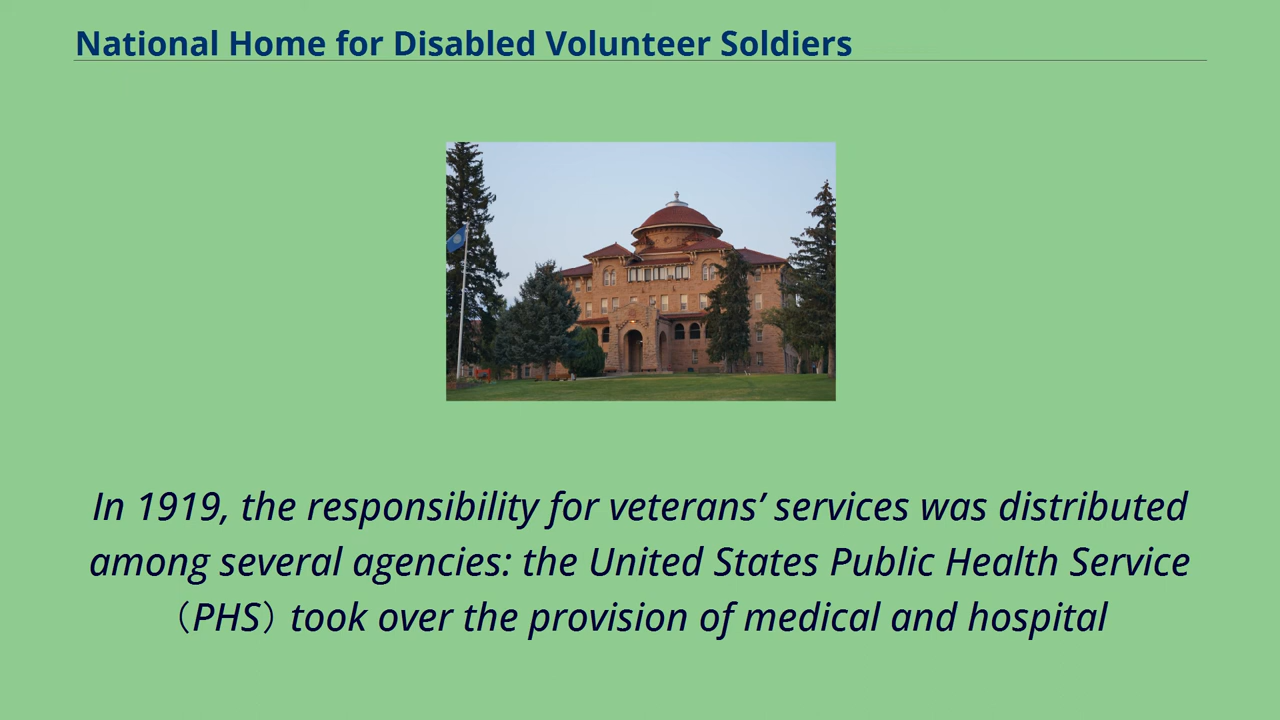 National Home for Disabled Volunteer Soldiers
In 1919, the responsibility for veterans’ services was distributed
among several agencies: the United States Public Health Service
（PHS）took over the provision of medical and hospital